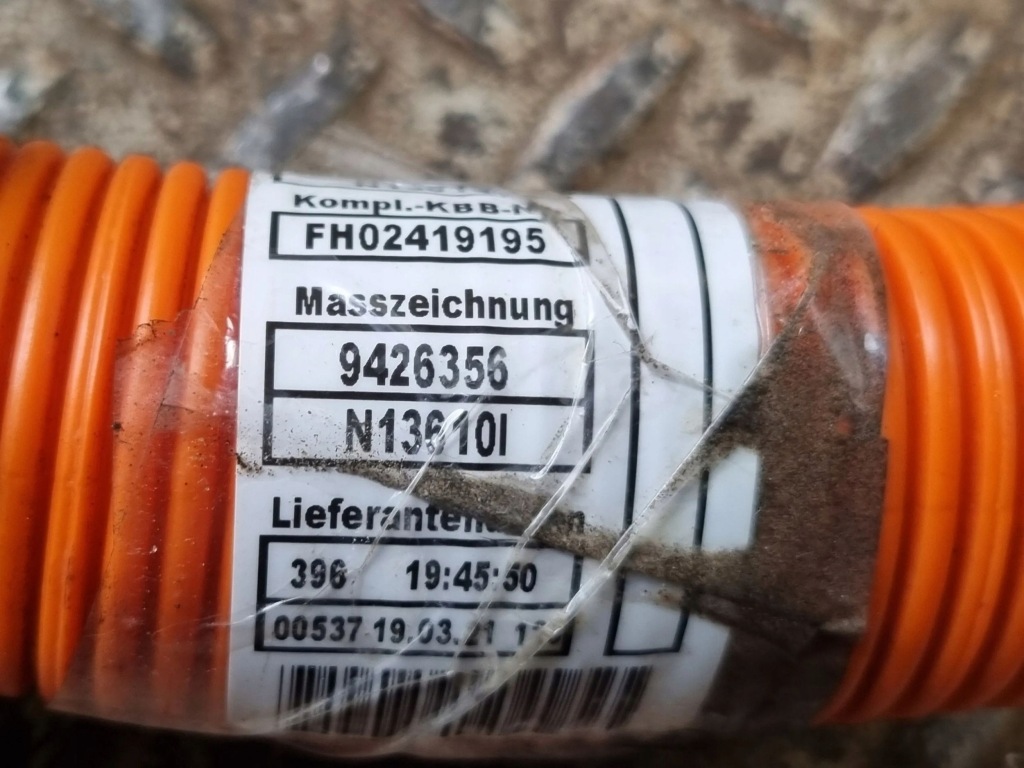 Kompl.-KBB-N
FH02419195
Masszeichnung
9426356
N13610I
396 19:45:50
00537 19.03.21